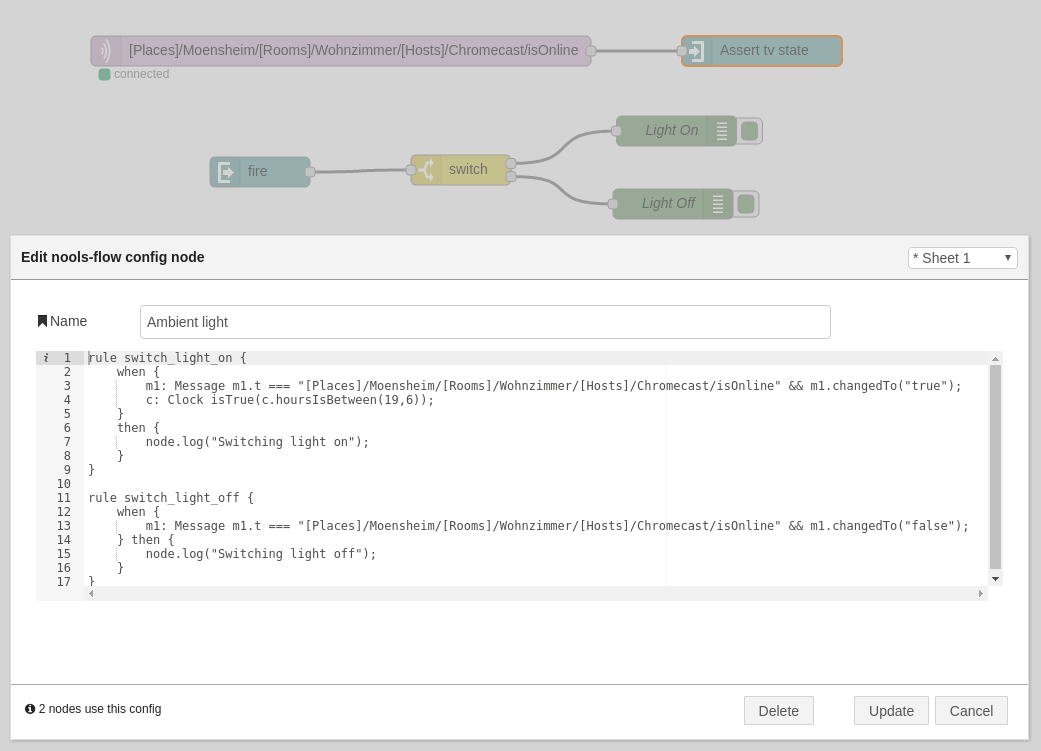 [Places]/Moensheim/[Rooms]/Wohnzimmer/[Hosts]/Chromecast/isOnline
Assert tv state
connected
Light On
fire
switch
Light Off
Edit nools-flow config node
* Sheet 1
Name
Ambient light
i 1 rule switch_light_on {
2     when {
3         m1: Message m1.t === "[Places]/Moensheim/[Rooms]/Wohnzimmer/[Hosts]/Chromecast/isOnline" && m1.changedTo("true");
4         c: Clock isTrue(c.hoursIsBetween(19,6));
5     }
6     then {
7         node.log("Switching light on");
8     }
9 }
10
11 rule switch_light_off {
12     when {
13         m1: Message m1.t === "[Places]/Moensheim/[Rooms]/Wohnzimmer/[Hosts]/Chromecast/isOnline" && m1.changedTo("false");
14     } then {
15         node.log("Switching light off");
16     }
17 }
2 nodes use this config
Delete
Update
Cancel